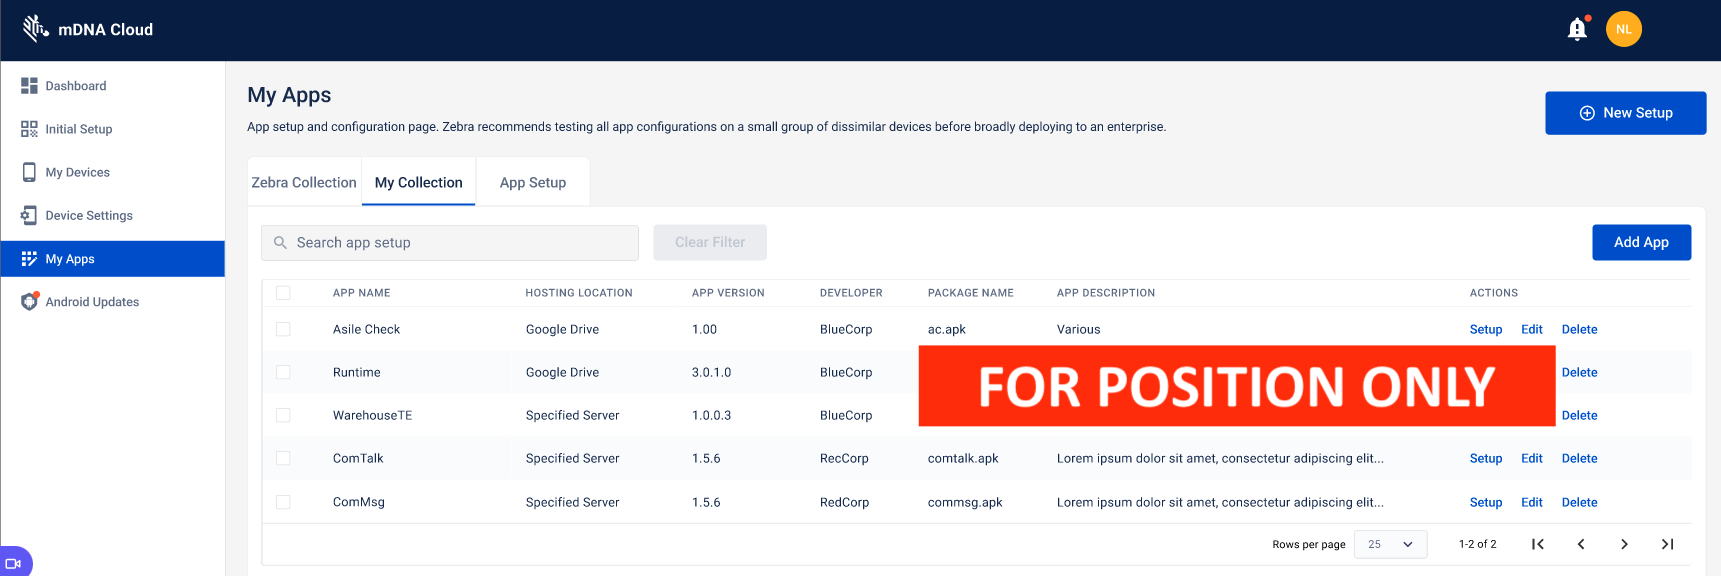 mDNA Cloud
NL
Dashboard
Initial Setup
My Devices
Device Settings
My Apps
Android Updates
My Apps
App setup and configuration page. Zebra recommends testing all app configurations on a small group of dissimilar devices before broadly deploying to an enterprise.
New Setup
Zebra Collection My Collection App Setup
Search app setup Clear Filter Add App
APP NAME HOSTING LOCATION APP VERSION DEVELOPER PACKAGE NAME APP DESCRIPTION ACTIONS
Asile Check Google Drive 1.00 BlueCorp ac.apk Various Setup Edit Delete
Runtime Google Drive 3.0.1.0 BlueCorp Delete
FOR POSITION ONLY
WarehouseTE Specified Server 1.0.0.3 BlueCorp Delete
ComTalk Specified Server 1.5.6 RecCorp comtalk.apk Lorem ipsum dolor sit amet, consectetur adipiscing elit... Setup Edit Delete
ComMsg Specified Server 1.5.6 RedCorp commsg.apk Lorem ipsum dolor sit amet, consectetur adipiscing elit... Setup Edit Delete
Rows per page 25 1-2 of 2